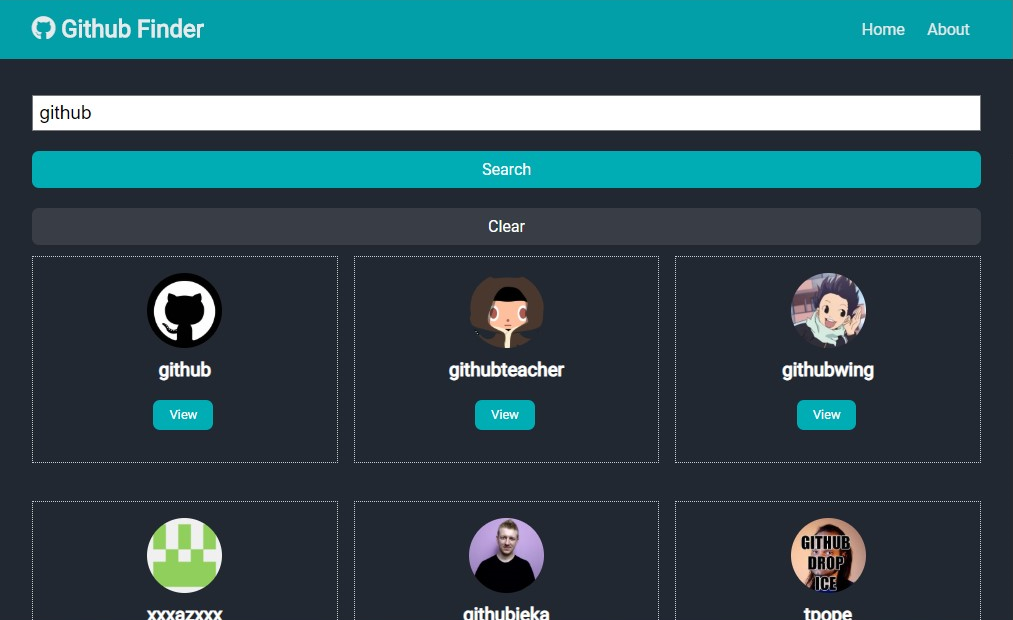 Github Finder
Home About
github
Search
Clear
github githubteacher githubwing
View View View
GITHUB
DROP
ICE
xxxazxxx githubjeka tpope